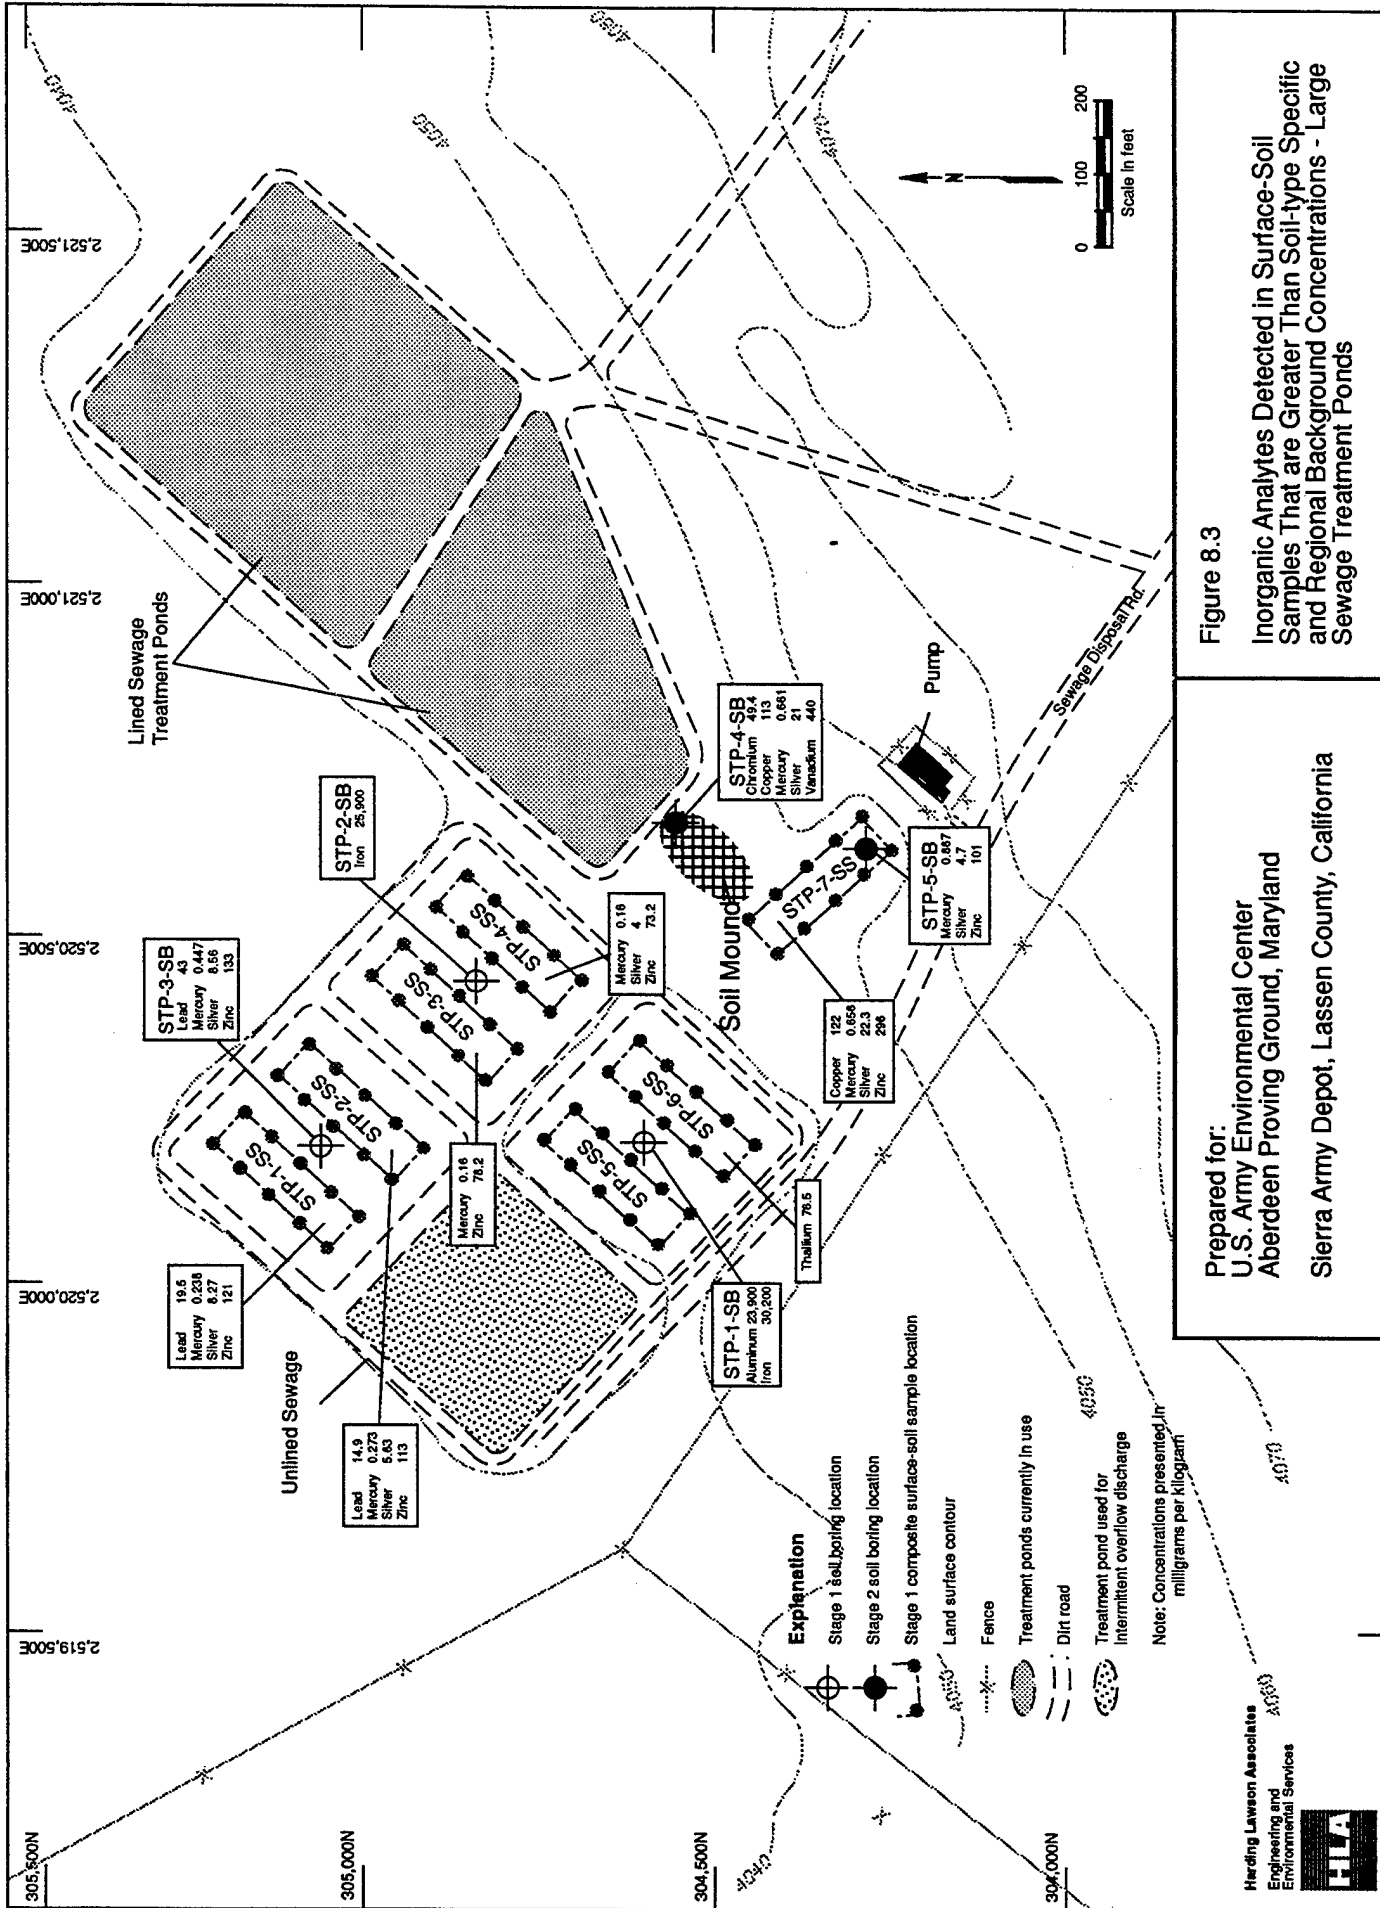 305,500N
305,000N
304,500N
304,000N
2,519,500E
2,520,000E
2,520,500E
2,521,000E
2,521,500E
4040
4050
4050
4070
4040
4050
4070
4060
Lined Sewage
Treatment Ponds
Unlined Sewage
STP-3-SB
Lead 43
Mercury 0.447
Silver 8.56
Zinc 133
STP-2-SB
Iron 25,900
Lead 19.5
Mercury 0.238
Silver 8.27
Zinc 121
Lead 14.9
Mercury 0.273
Silver 5.63
Zinc 113
Mercury 0.16
Zinc 78.2
Mercury 0.16
Silver 4
Zinc 73.2
STP-1-SS
STP-2-SS
STP-3-SS
STP-4-SS
STP-5-SS
STP-6-SS
STP-7-SS
Soil Mound
STP-4-SB
Chromium 49.4
Copper 113
Mercury 0.661
Silver 21
Vanadium 440
STP-1-SB
Aluminum 23,900
Iron 30,200
Thallium 78.5
Copper 122
Mercury 0.658
Silver 22.3
Zinc 296
STP-5-SB
Mercury 0.867
Silver 4.7
Zinc 101
Pump
Sewage Disposal Rd.
N
0 100 200
Scale in feet
Explanation
Stage 1 soil boring location
Stage 2 soil boring location
Stage 1 composite surface-soil sample location
4050
Land surface contour
Fence
Treatment ponds currently in use
Dirt road
Treatment pond used for
intermittent overflow discharge
Note: Concentrations presented in
milligrams per kilogram
Harding Lawson Associates
Engineering and
Environmental Services
HLA
Prepared for:
U.S. Army Environmental Center
Aberdeen Proving Ground, Maryland
Sierra Army Depot, Lassen County, California
Figure 8.3
Inorganic Analytes Detected in Surface-Soil
Samples That are Greater Than Soil-type Specific
and Regional Background Concentrations - Large
Sewage Treatment Ponds